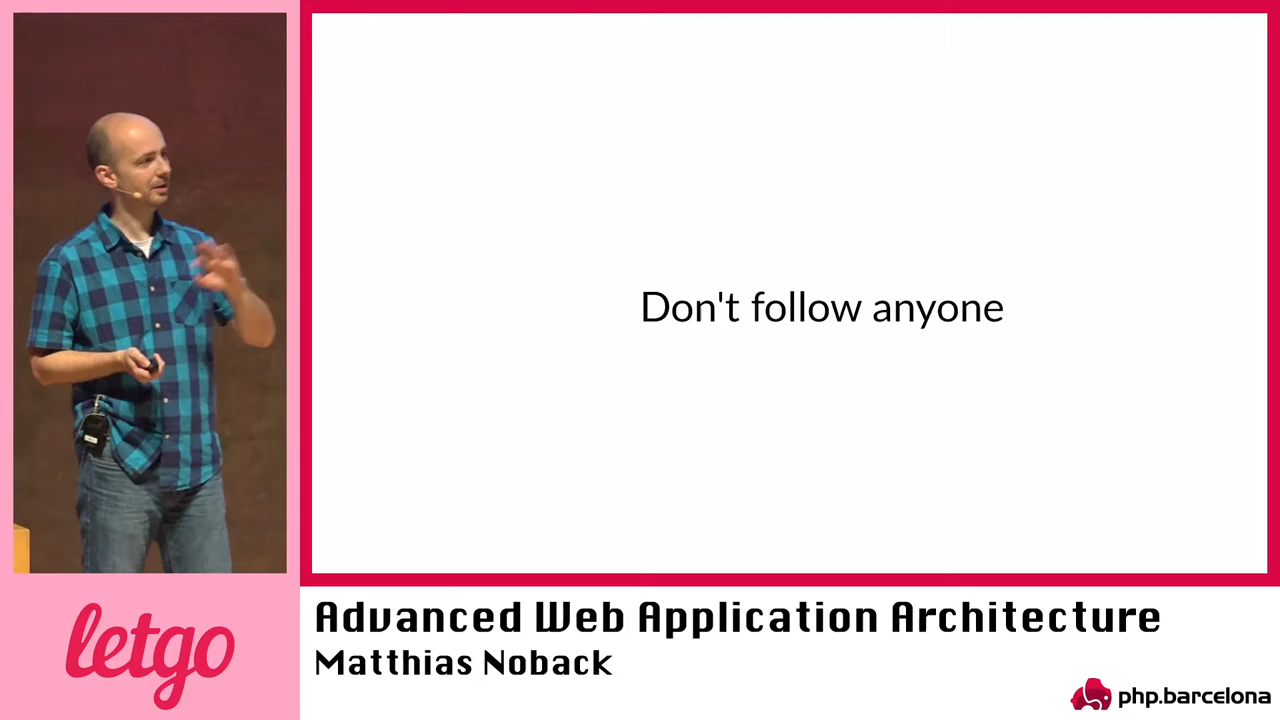 Don't follow anyone
letgo
Advanced Web Application Architecture
Matthias Noback
php.barcelona